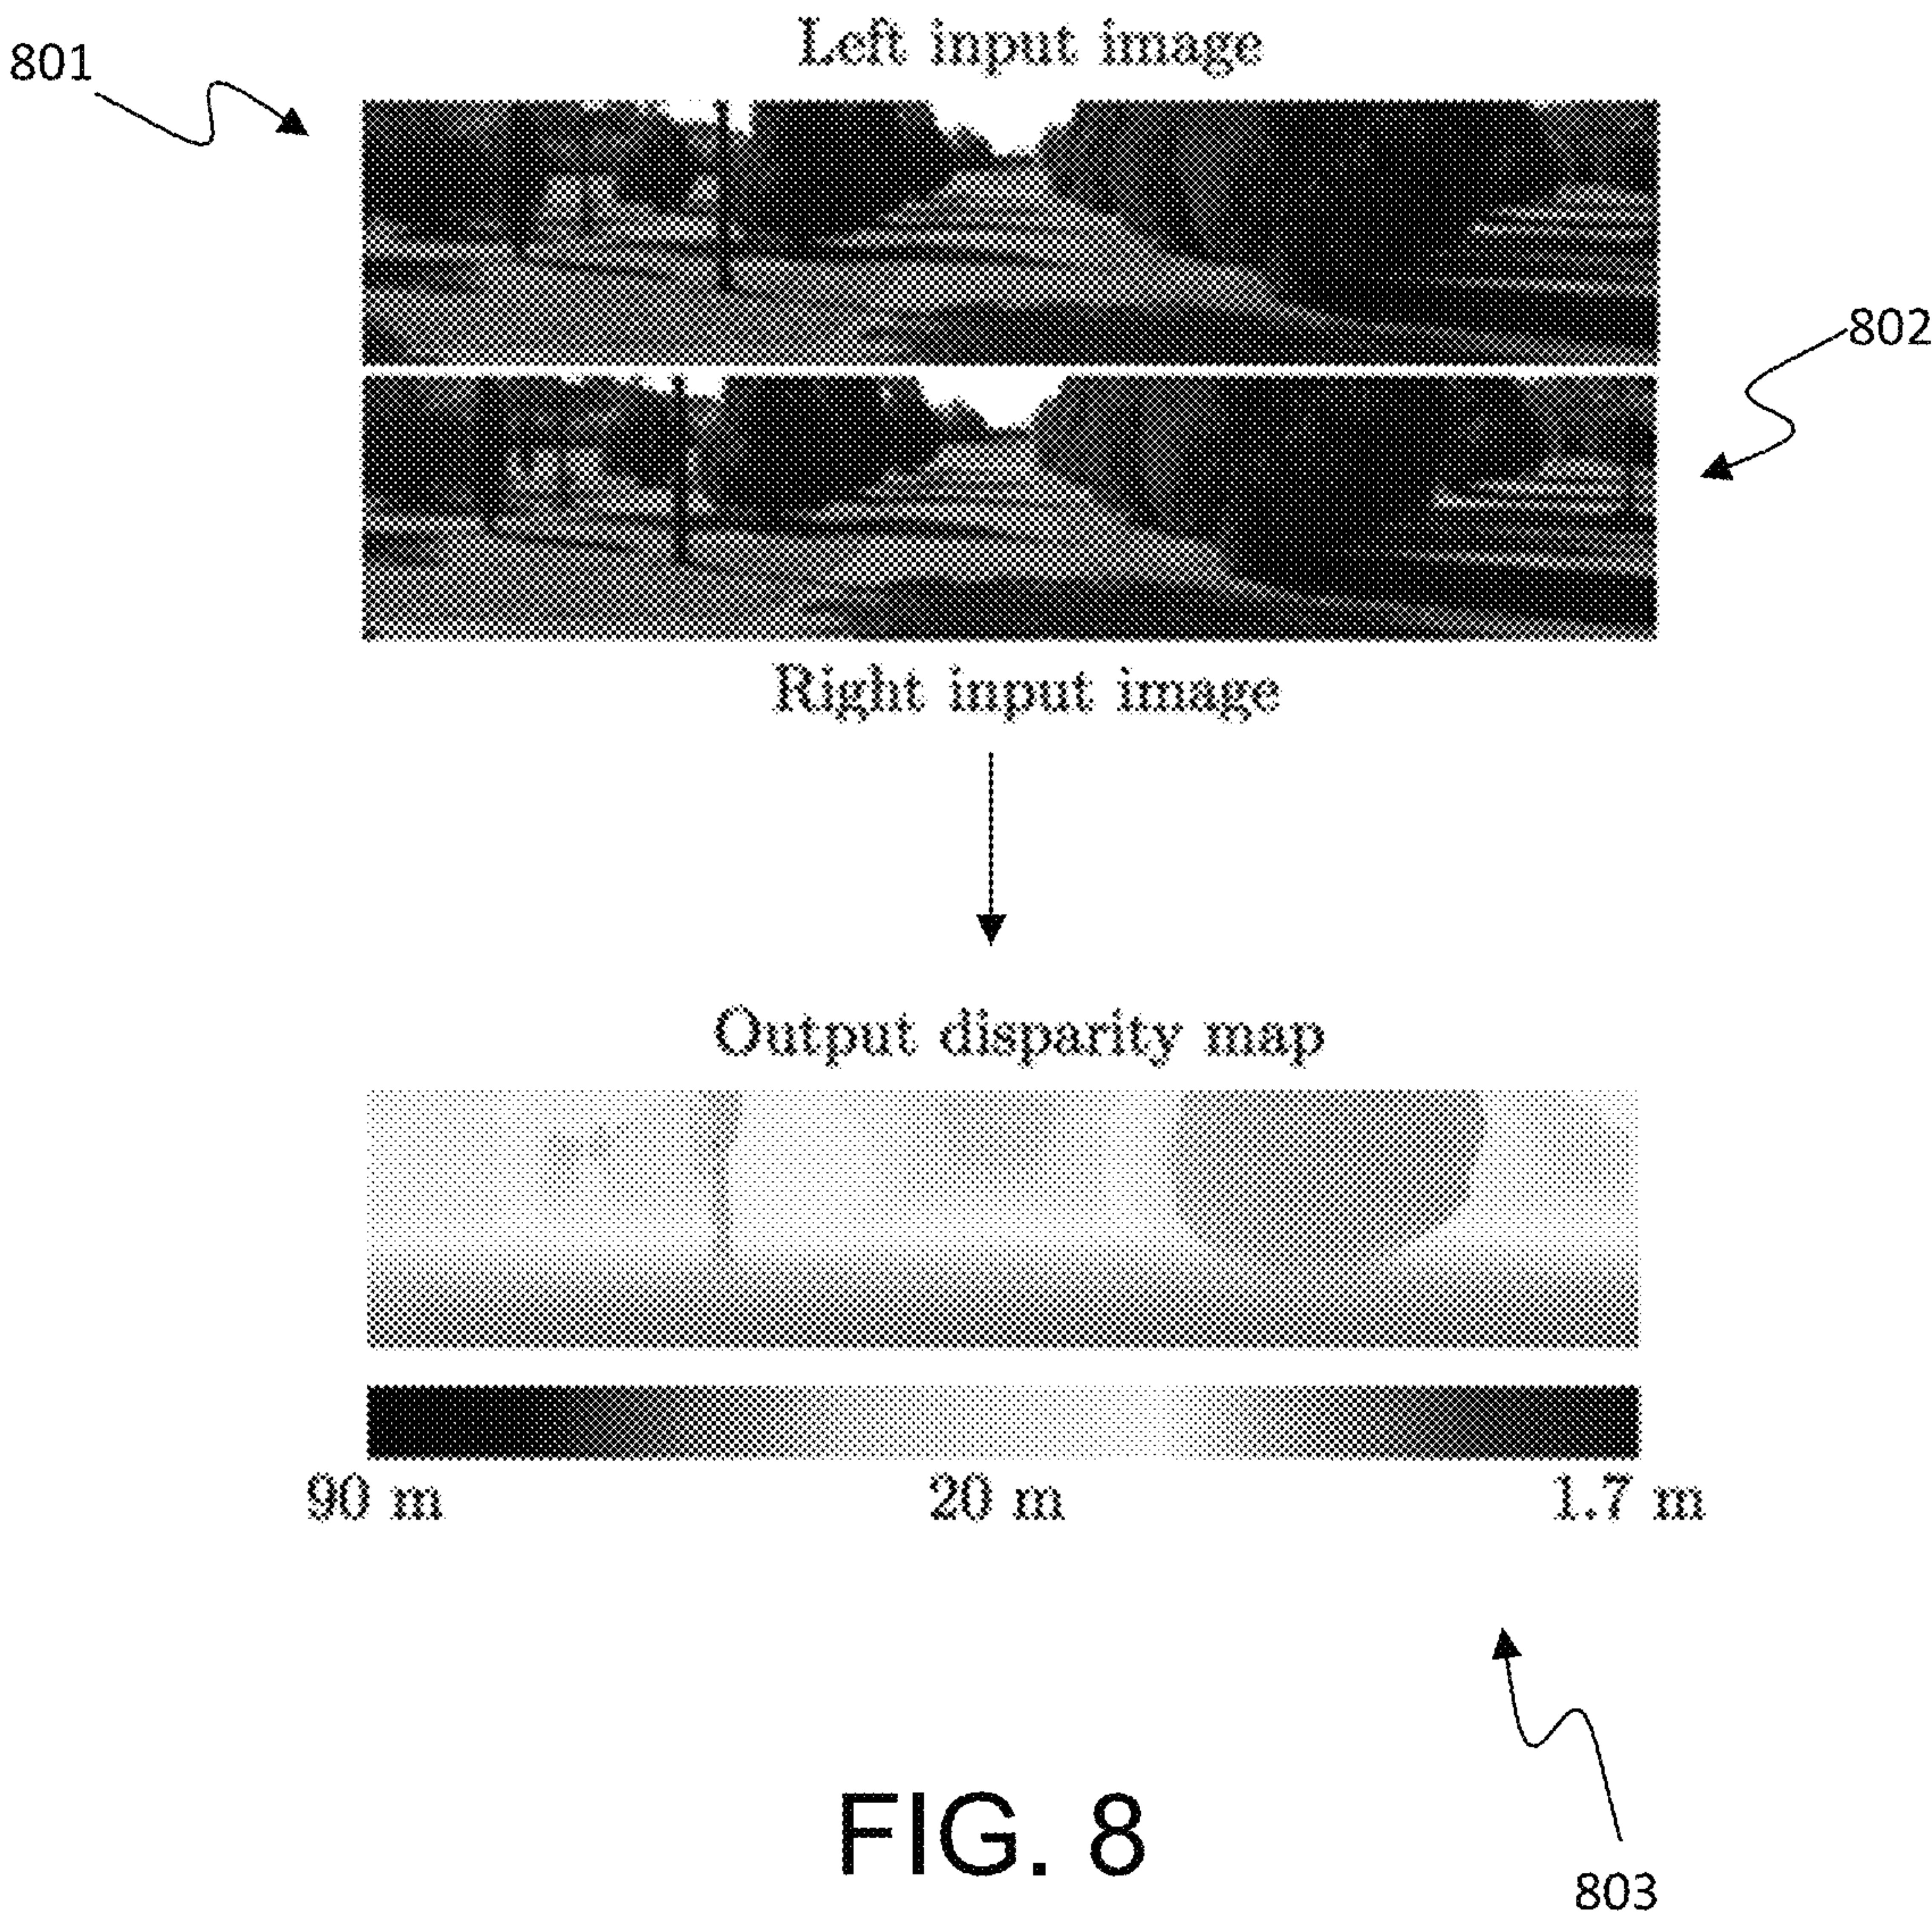 Left input image
801
802
Right input image
Output disparity map
90 m 20 m 1.7 m
FIG. 8
803